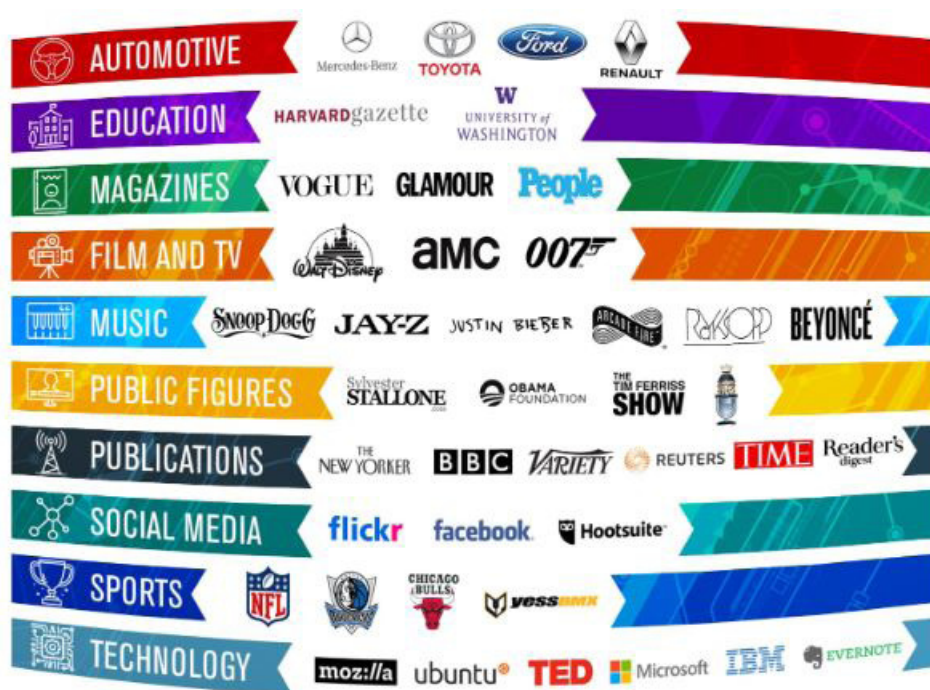 AUTOMOTIVE
Mercedes-Benz
TOYOTA
Ford
RENAULT
EDUCATION
HARVARDgazette
W
UNIVERSITY of
WASHINGTON
MAGAZINES
VOGUE
GLAMOUR
People
FILM AND TV
WALT DISNEY
aMC
007
MUSIC
SNOOP DOGG
JAY-Z
JUSTIN BIEBER
ARCADE FIRE
RÖYKSOPP
BEYONCÉ
PUBLIC FIGURES
Sylvester
STALLONE
.com
OBAMA
FOUNDATION
THE
TIM FERRISS
SHOW
PUBLICATIONS
THE
NEW YORKER
BBC
VARIETY
REUTERS
TIME
Reader's
digest
SOCIAL MEDIA
flickr
facebook
Hootsuite
SPORTS
NFL
CHICAGO
BULLS
yessBMX
TECHNOLOGY
moz://a
ubuntu
TED
Microsoft
IBM
EVERNOTE